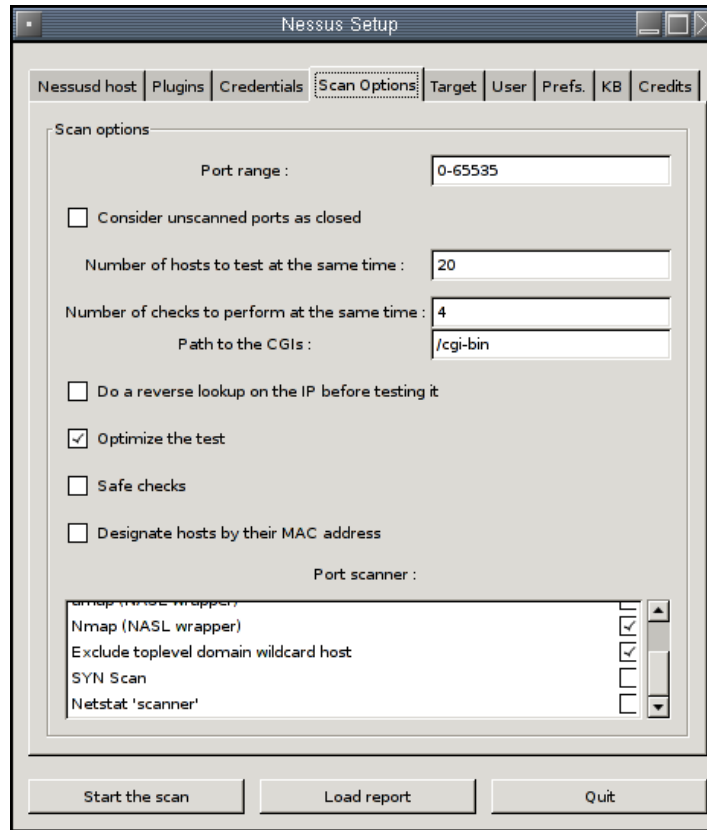 Nessus Setup
Nessusd host Plugins Credentials Scan Options Target User Prefs. KB Credits
Scan options
Port range : 0-65535
Consider unscanned ports as closed
Number of hosts to test at the same time : 20
Number of checks to perform at the same time : 4
Path to the CGIs : /cgi-bin
Do a reverse lookup on the IP before testing it
Optimize the test
Safe checks
Designate hosts by their MAC address
Port scanner :
(NASL wrapper)
Nmap (NASL wrapper)
Exclude toplevel domain wildcard host
SYN Scan
Netstat 'scanner'
Start the scan Load report Quit